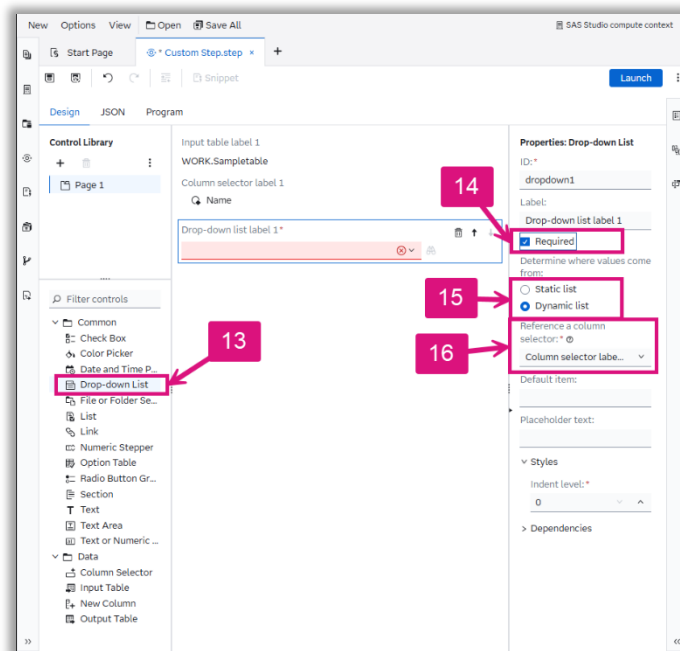 New Options View Open Save All SAS Studio compute context
Start Page * Custom Step.step × +
Snippet Launch
Design JSON Program
Control Library
Page 1
Filter controls
Common
Check Box
Color Picker
Date and Time P...
Drop-down List
File or Folder Se...
List
Link
Numeric Stepper
Option Table
Radio Button Gr...
Section
Text
Text Area
Text or Numeric ...
Data
Column Selector
Input Table
New Column
Output Table
13
Input table label 1
WORK.Sampletable
Column selector label 1
Name
Drop-down list label 1*
14
15
16
Properties: Drop-down List
ID:*
dropdown1
Label:
Drop-down list label 1
Required
Determine where values come
from:
Static list
Dynamic list
Reference a column
selector:*
Column selector labe...
Default item:
Placeholder text:
Styles
Indent level:*
0
Dependencies